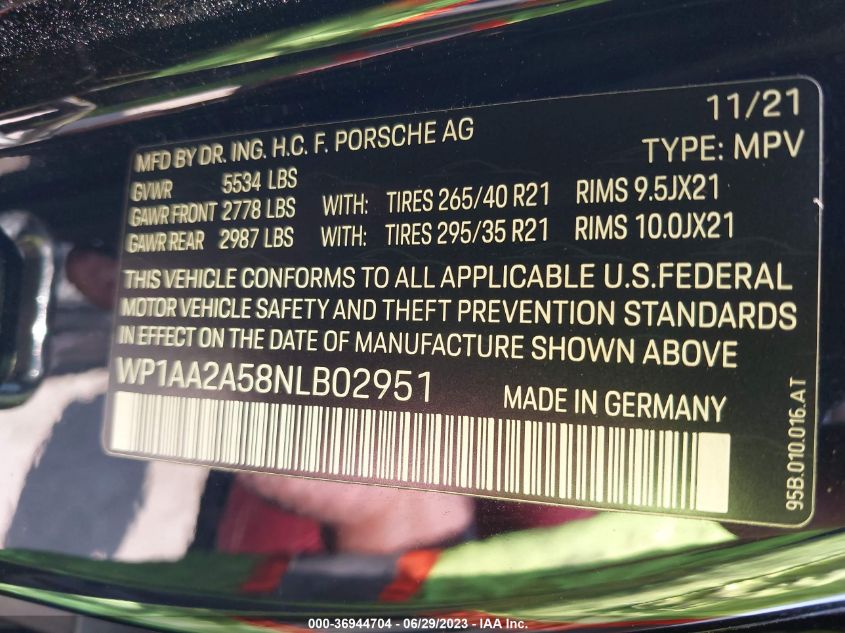 11/21
MFD BY DR. ING. H.C. F. PORSCHE AG TYPE: MPV
GVWR 5534 LBS
GAWR FRONT 2778 LBS WITH: TIRES 265/40 R21 RIMS 9.5JX21
GAWR REAR 2987 LBS WITH: TIRES 295/35 R21 RIMS 10.0JX21
THIS VEHICLE CONFORMS TO ALL APPLICABLE U.S.FEDERAL
MOTOR VEHICLE SAFETY AND THEFT PREVENTION STANDARDS
IN EFFECT ON THE DATE OF MANUFACTURE SHOWN ABOVE
WP1AA2A58NLB02951 MADE IN GERMANY
95B.010.016.AT
000-36944704 - 06/29/2023 - IAA Inc.